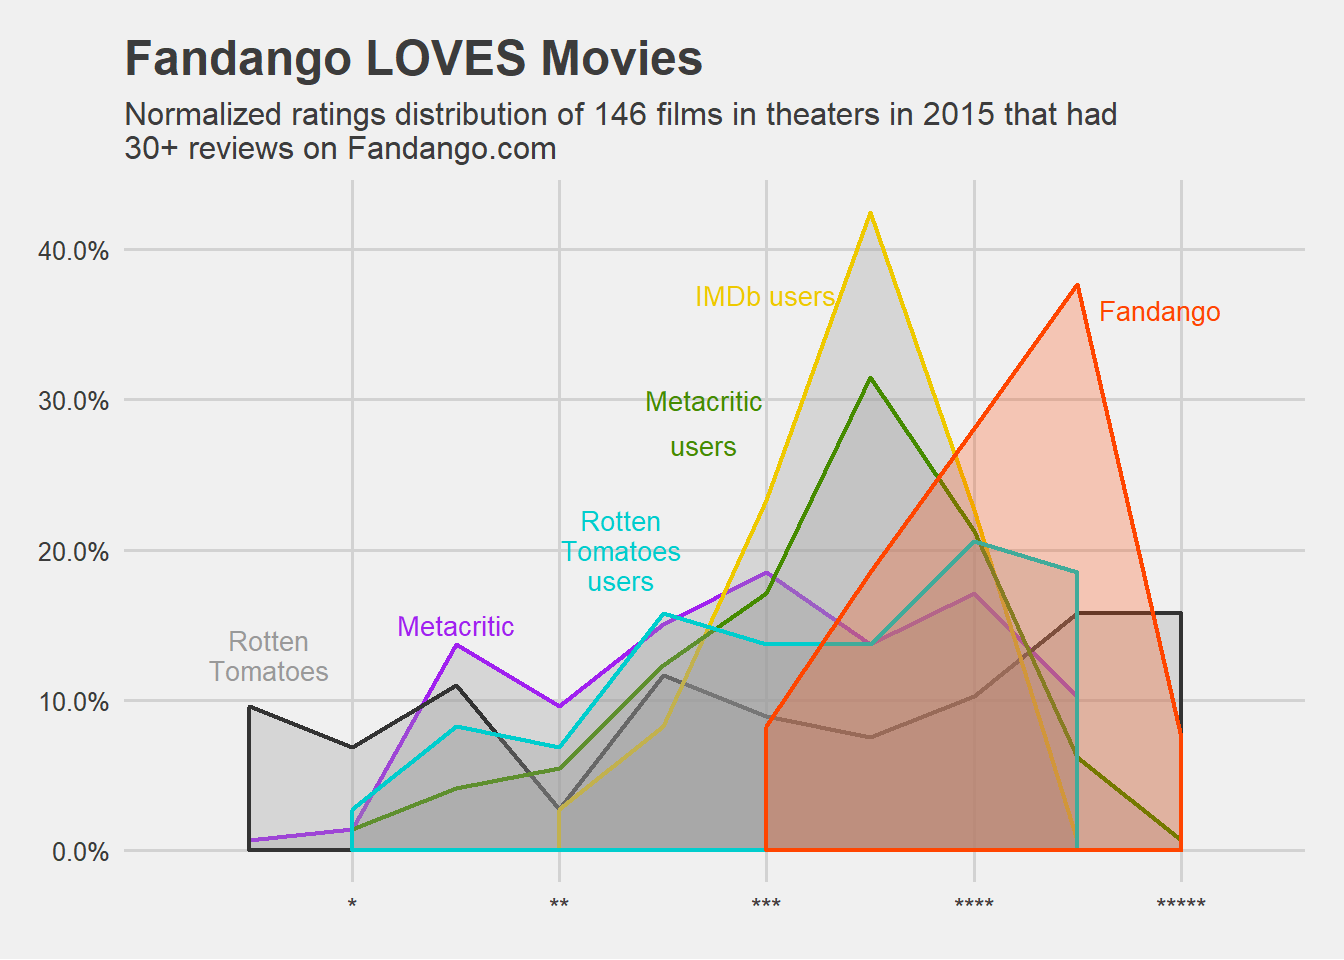 Fandango LOVES Movies
Normalized ratings distribution of 146 films in theaters in 2015 that had
30+ reviews on Fandango.com
40.0%
30.0%
20.0%
10.0%
0.0%
IMDb users
Fandango
Metacritic
users
Rotten
Tomatoes
users
Metacritic
Rotten
Tomatoes
*
**
***
****
*****